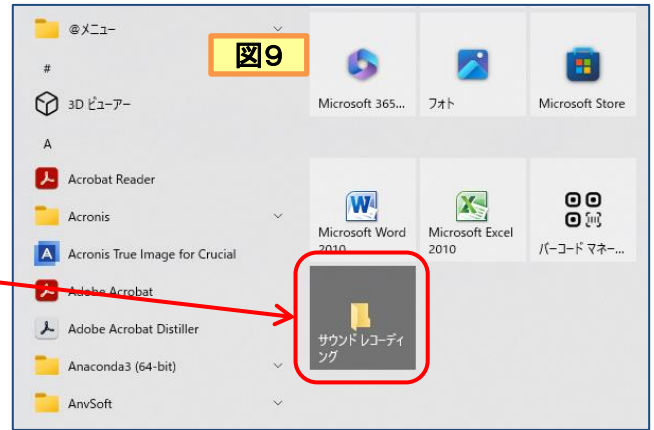 @メニュー
図9
#
3D ビューアー
A
Acrobat Reader
Acronis
Acronis True Image for Crucial
Adobe Acrobat
Adobe Acrobat Distiller
Anaconda3 (64-bit)
AnvSoft
Microsoft 365...
フォト
Microsoft Store
Microsoft Word
2010
Microsoft Excel
2010
バーコード マネー...
サウンド レコーディ
ング